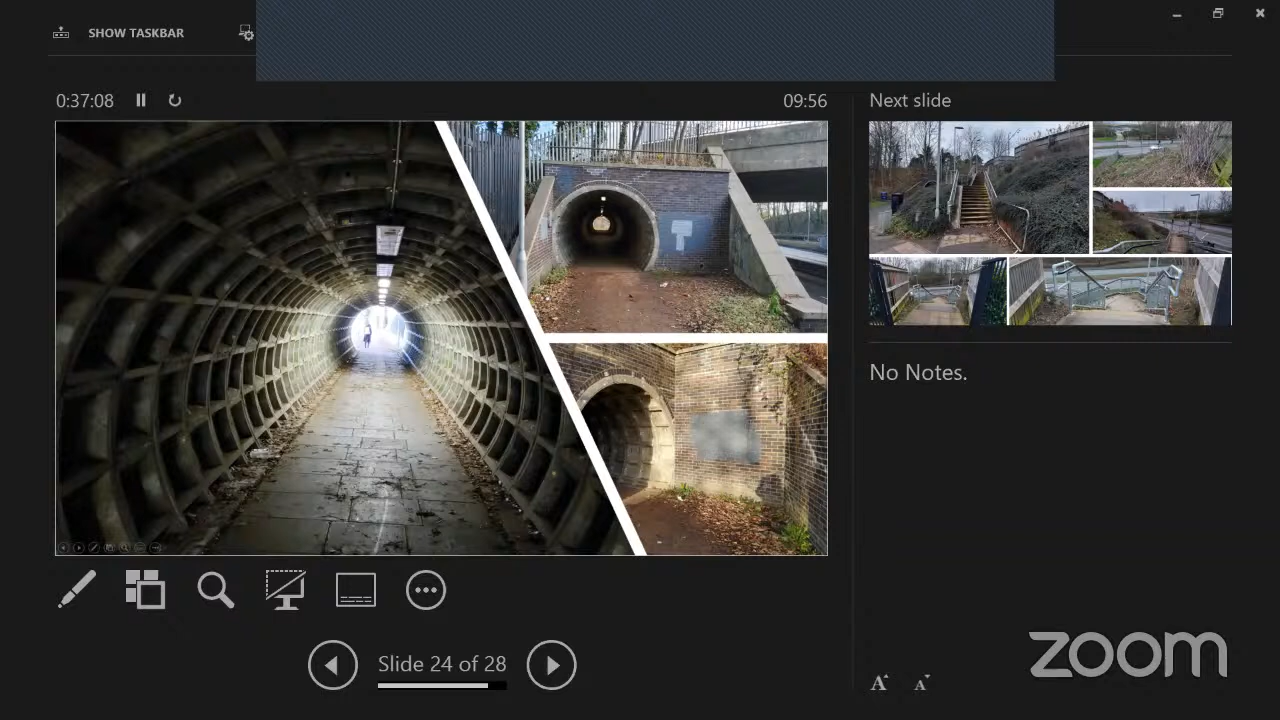 SHOW TASKBAR
0:37:08
09:56
Next slide
No Notes.
Slide 24 of 28
A A
zoom